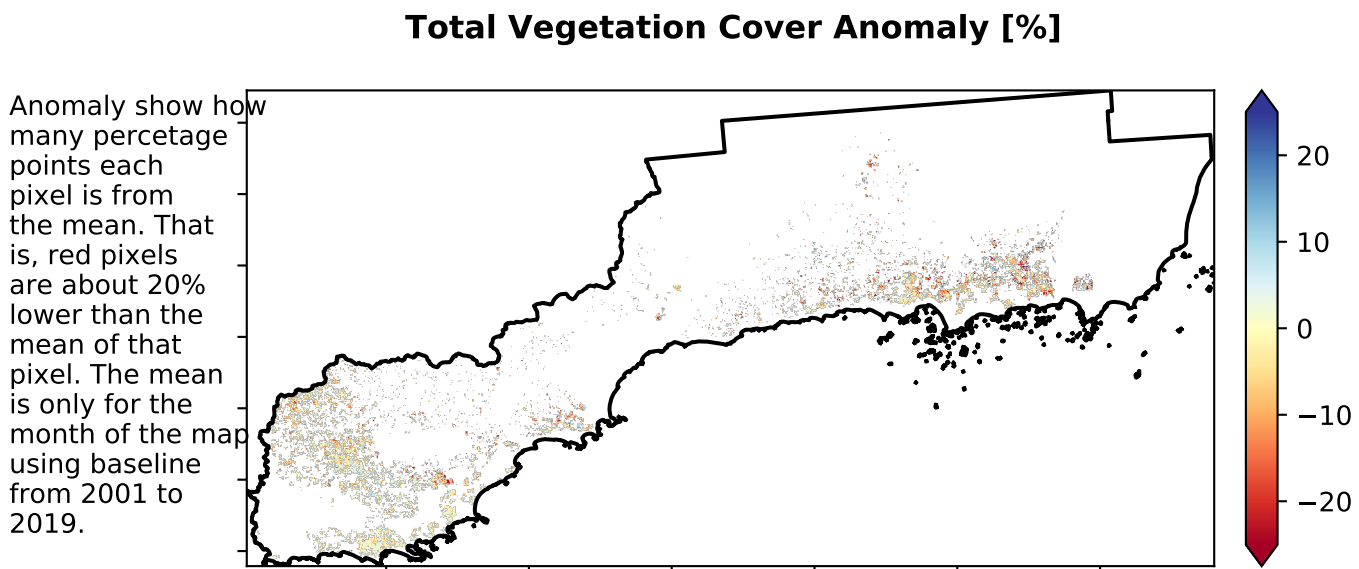 Total Vegetation Cover Anomaly [%]
Anomaly show how
many percetage
points each
pixel is from
the mean. That
is, red pixels
are about 20%
lower than the
mean of that
pixel. The mean
is only for the
month of the map
using baseline
from 2001 to
2019.
20
10
0
−10
−20